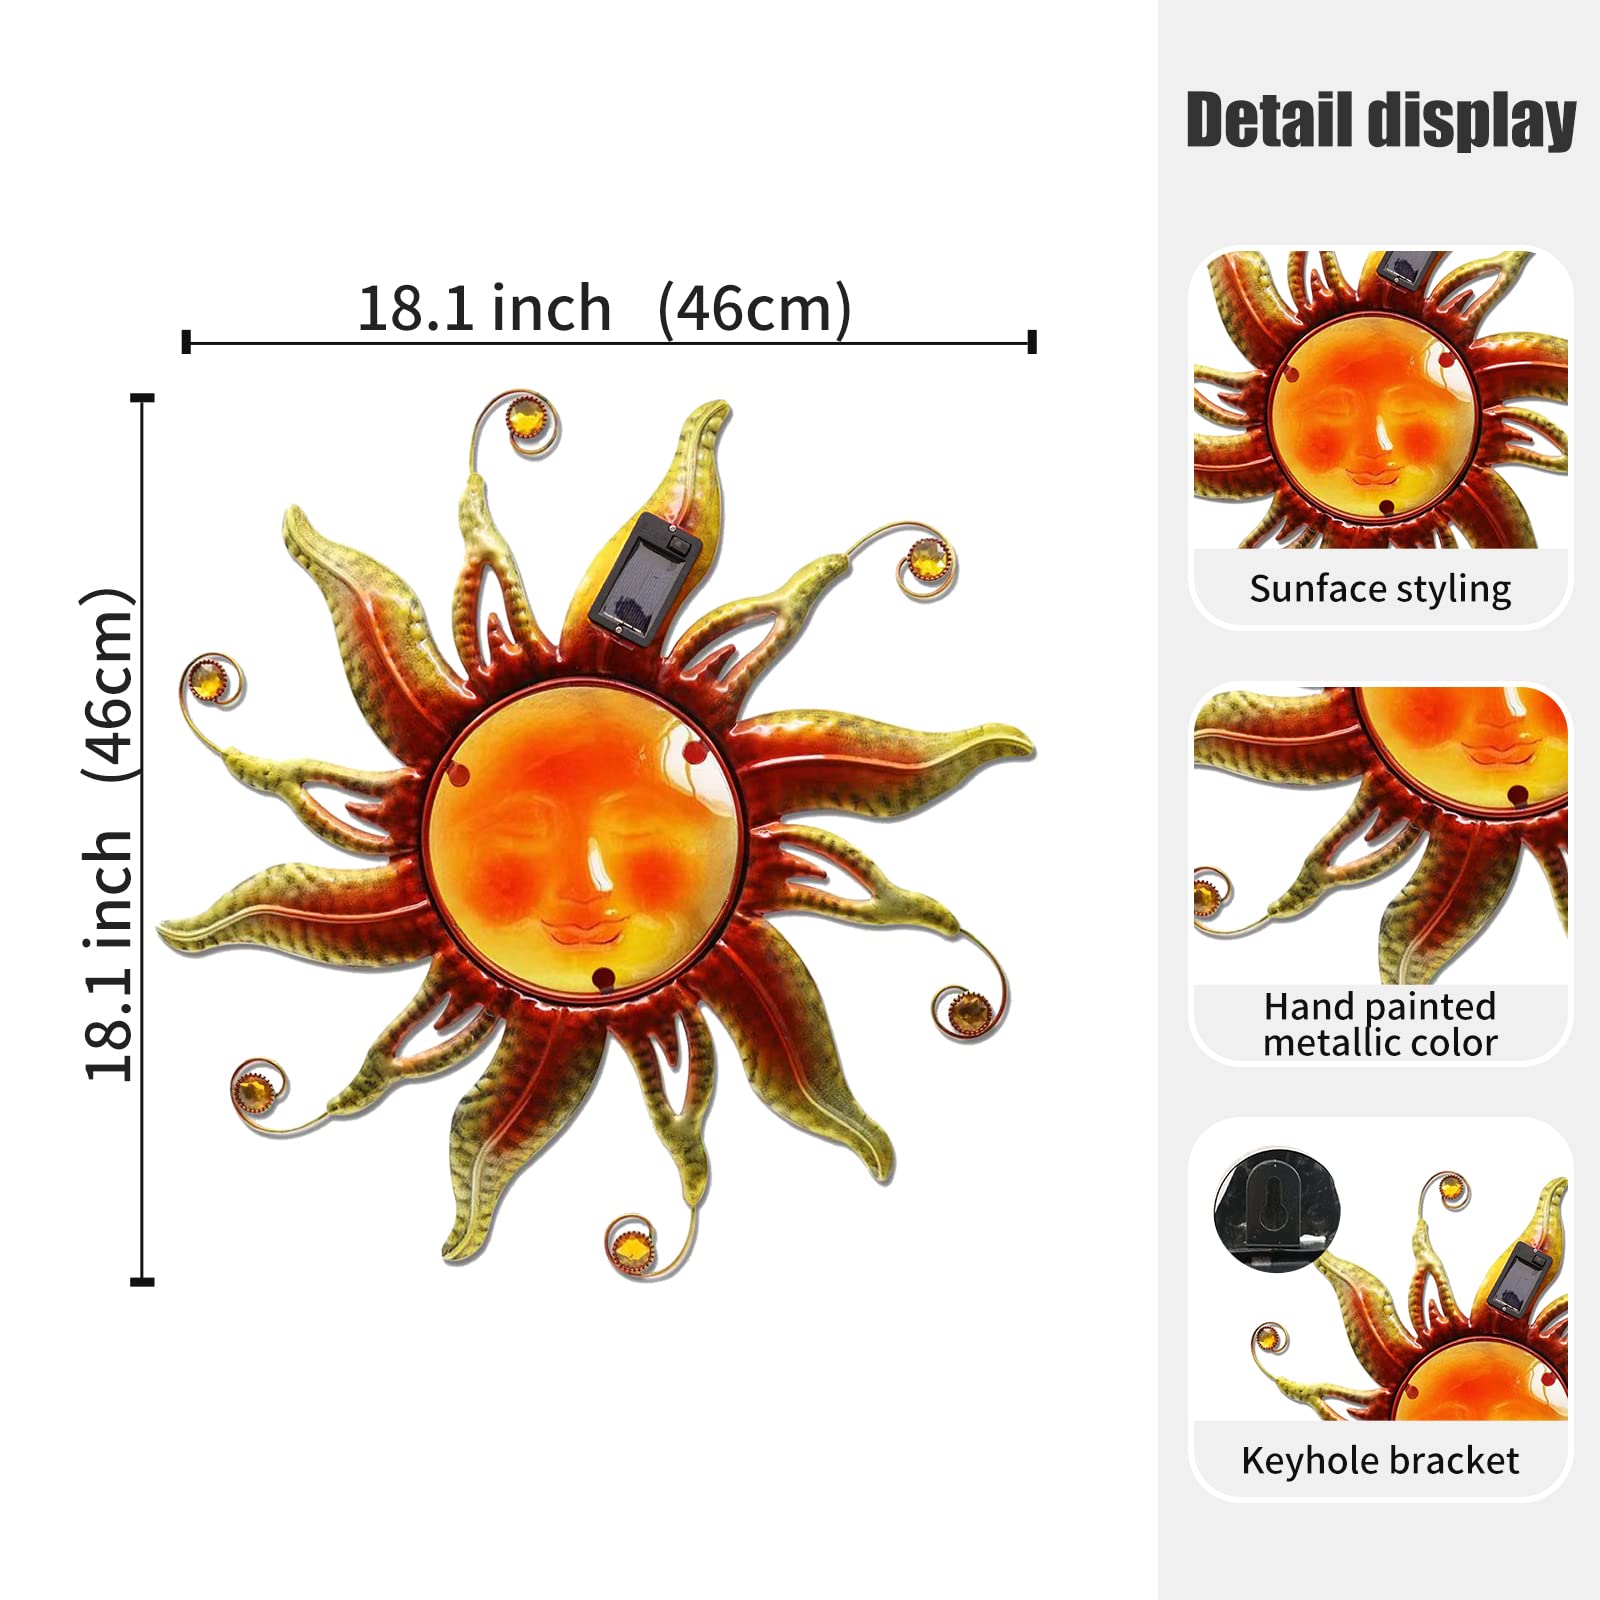 Detail display
18.1 inch (46cm)
18.1 inch (46cm)
Sunface styling
Hand painted
metallic color
Keyhole bracket